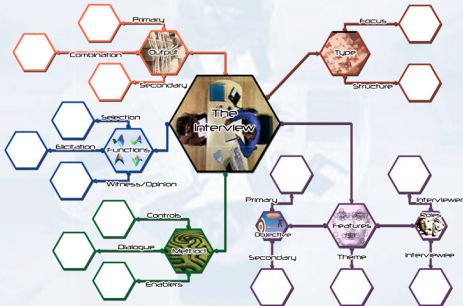 Primary
Output
Combination
Secondary
Focus
Type
Structure
The
Interview
Selection
Elicitation
Functions
Witness/Opinion
Controls
Dialogue
Method
Enablers
Primary
Objective
Secondary
Features
Theme
Interviewer
Roles
Interviewee